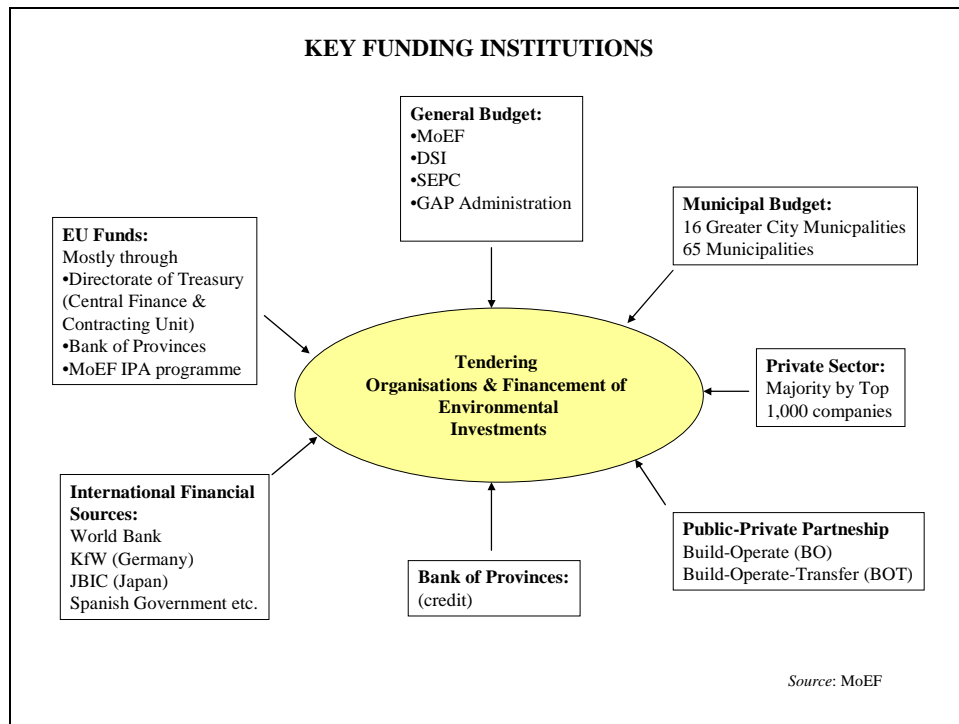 KEY FUNDING INSTITUTIONS
General Budget:
•MoEF
•DSI
•SEPC
•GAP Administration
Municipal Budget:
16 Greater City Municpalities
65 Municipalities
EU Funds:
Mostly through
•Directorate of Treasury
(Central Finance &
Contracting Unit)
•Bank of Provinces
•MoEF IPA programme
Tendering
Organisations & Financement of
Environmental
Investments
Private Sector:
Majority by Top
1,000 companies
International Financial
Sources:
World Bank
KfW (Germany)
JBIC (Japan)
Spanish Government etc.
Bank of Provinces:
(credit)
Public-Private Partneship
Build-Operate (BO)
Build-Operate-Transfer (BOT)
Source: MoEF